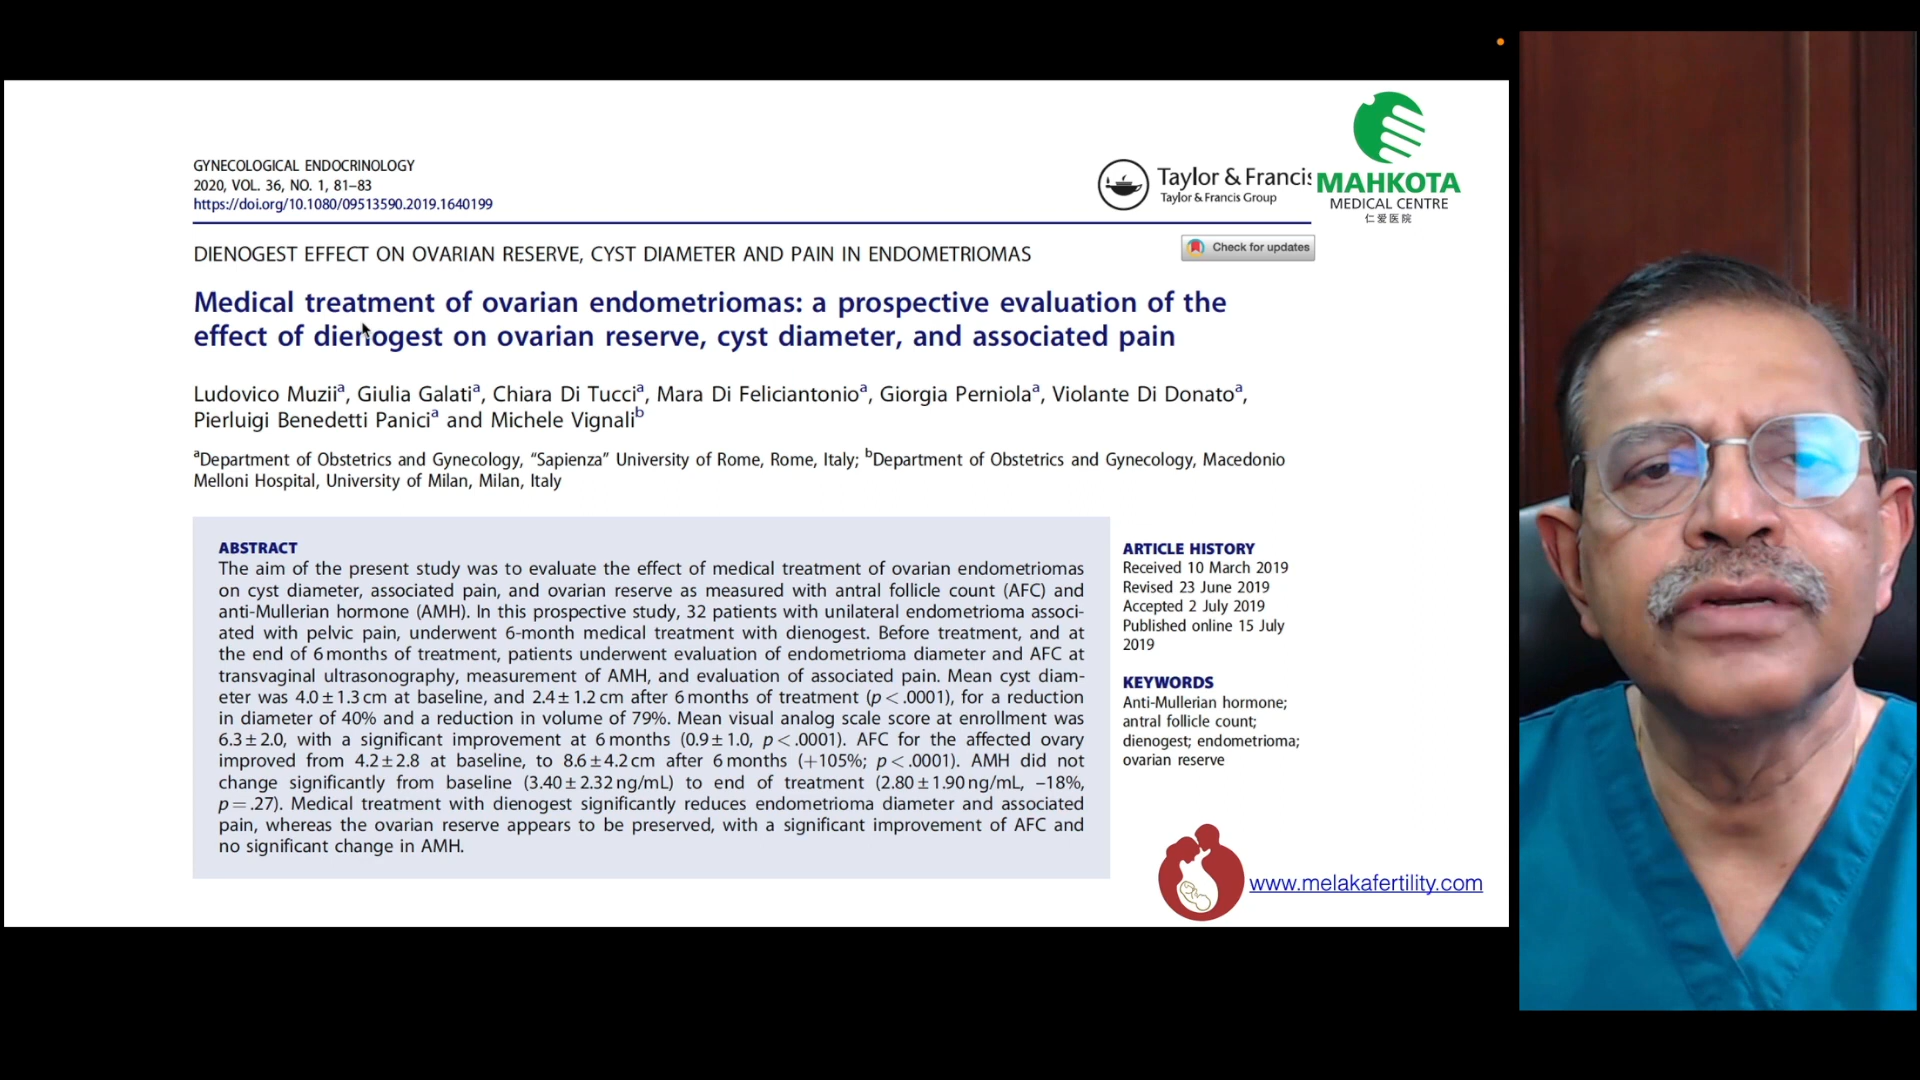 GYNECOLOGICAL ENDOCRINOLOGY
2020, VOL. 36, NO. 1, 81–83
https://doi.org/10.1080/09513590.2019.1640199
Taylor & Francis
Taylor & Francis Group
MAHKOTA
MEDICAL CENTRE
仁爱医院
DIENOGEST EFFECT ON OVARIAN RESERVE, CYST DIAMETER AND PAIN IN ENDOMETRIOMAS
Check for updates
Medical treatment of ovarian endometriomas: a prospective evaluation of the
effect of dienogest on ovarian reserve, cyst diameter, and associated pain
Ludovico Muziiᵃ, Giulia Galatiᵃ, Chiara Di Tucciᵃ, Mara Di Feliciantonioᵃ, Giorgia Perniolaᵃ, Violante Di Donatoᵃ,
Pierluigi Benedetti Paniciᵃ and Michele Vignaliᵇ
ᵃDepartment of Obstetrics and Gynecology, “Sapienza” University of Rome, Rome, Italy; ᵇDepartment of Obstetrics and Gynecology, Macedonio
Melloni Hospital, University of Milan, Milan, Italy
ABSTRACT
The aim of the present study was to evaluate the effect of medical treatment of ovarian endometriomas
on cyst diameter, associated pain, and ovarian reserve as measured with antral follicle count (AFC) and
anti-Mullerian hormone (AMH). In this prospective study, 32 patients with unilateral endometrioma associ-
ated with pelvic pain, underwent 6-month medical treatment with dienogest. Before treatment, and at
the end of 6 months of treatment, patients underwent evaluation of endometrioma diameter and AFC at
transvaginal ultrasonography, measurement of AMH, and evaluation of associated pain. Mean cyst diam-
eter was 4.0 ± 1.3 cm at baseline, and 2.4 ± 1.2 cm after 6 months of treatment (p < .0001), for a reduction
in diameter of 40% and a reduction in volume of 79%. Mean visual analog scale score at enrollment was
6.3 ± 2.0, with a significant improvement at 6 months (0.9 ± 1.0, p < .0001). AFC for the affected ovary
improved from 4.2 ± 2.8 at baseline, to 8.6 ± 4.2 cm after 6 months (+105%; p < .0001). AMH did not
change significantly from baseline (3.40 ± 2.32 ng/mL) to end of treatment (2.80 ± 1.90 ng/mL, –18%,
p = .27). Medical treatment with dienogest significantly reduces endometrioma diameter and associated
pain, whereas the ovarian reserve appears to be preserved, with a significant improvement of AFC and
no significant change in AMH.
ARTICLE HISTORY
Received 10 March 2019
Revised 23 June 2019
Accepted 2 July 2019
Published online 15 July
2019
KEYWORDS
Anti-Mullerian hormone;
antral follicle count;
dienogest; endometrioma;
ovarian reserve
www.melakafertility.com